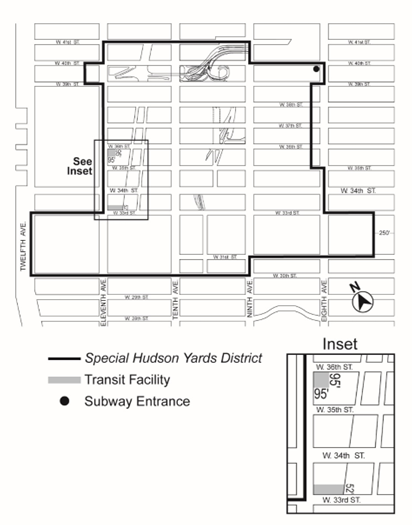 W. 41st ST.
W. 41st ST.
W. 40th ST.
W. 40th ST.
W. 39th ST.
W. 39th ST.
W. 38th ST.
W. 37th ST.
W. 36th ST.
W. 35th ST.
W. 35th ST.
See
Inset
95'
95'
W. 34th ST.
W. 34th ST.
W. 33rd ST.
W. 33rd ST.
250'
W. 31st ST.
W. 30th ST.
TWELFTH AVE.
ELEVENTH AVE
TENTH AVE
NINTH AVE
EIGHTH AVE
W. 29th ST.
N
Special Hudson Yards District
Transit Facility
Subway Entrance
Inset
W. 36th ST.
95'
95'
W. 35th ST.
W. 34th ST.
52'
W. 33rd ST.